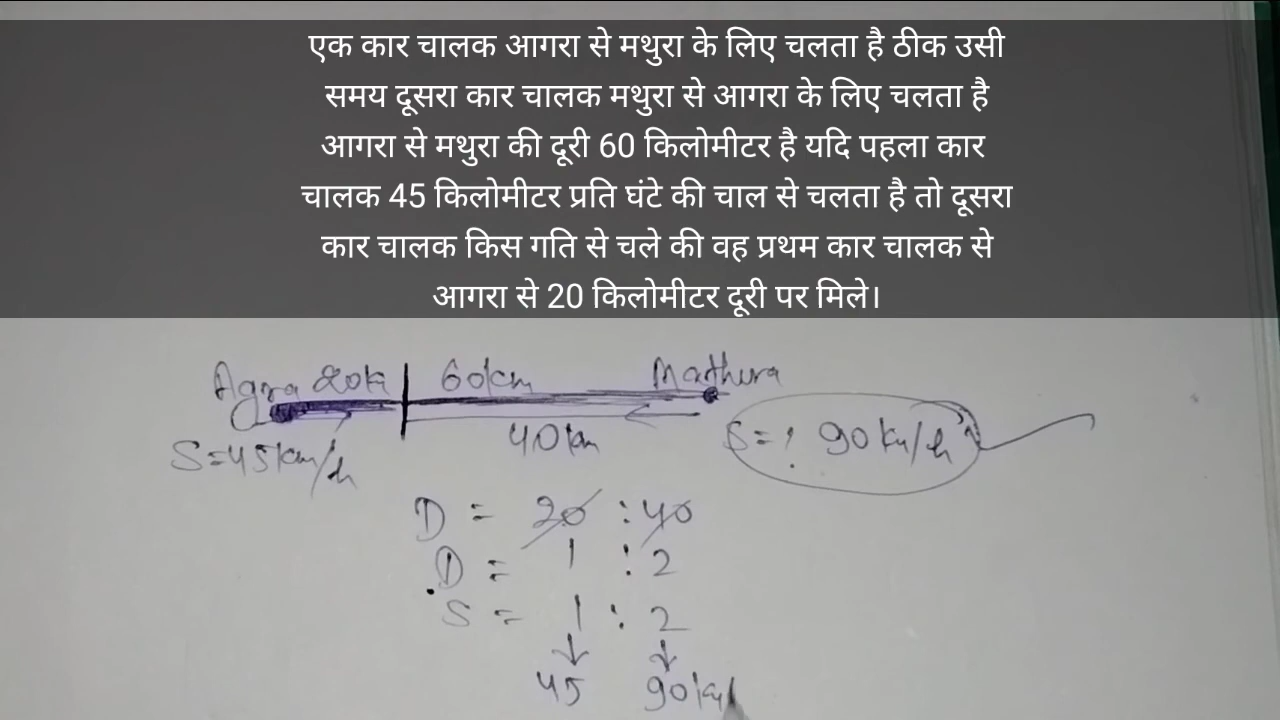 एक कार चालक आगरा से मथुरा के लिए चलता है ठीक उसी
समय दूसरा कार चालक मथुरा से आगरा के लिए चलता है
आगरा से मथुरा की दूरी 60 किलोमीटर है यदि पहला कार
चालक 45 किलोमीटर प्रति घंटे की चाल से चलता है तो दूसरा
कार चालक किस गति से चले की वह प्रथम कार चालक से
आगरा से 20 किलोमीटर दूरी पर मिले।
Agra 20k 60km Mathura
40km
S=45km/h
S=? 90km/h
D = 20 : 40
D = 1 : 2
S = 1 : 2
45 90km/